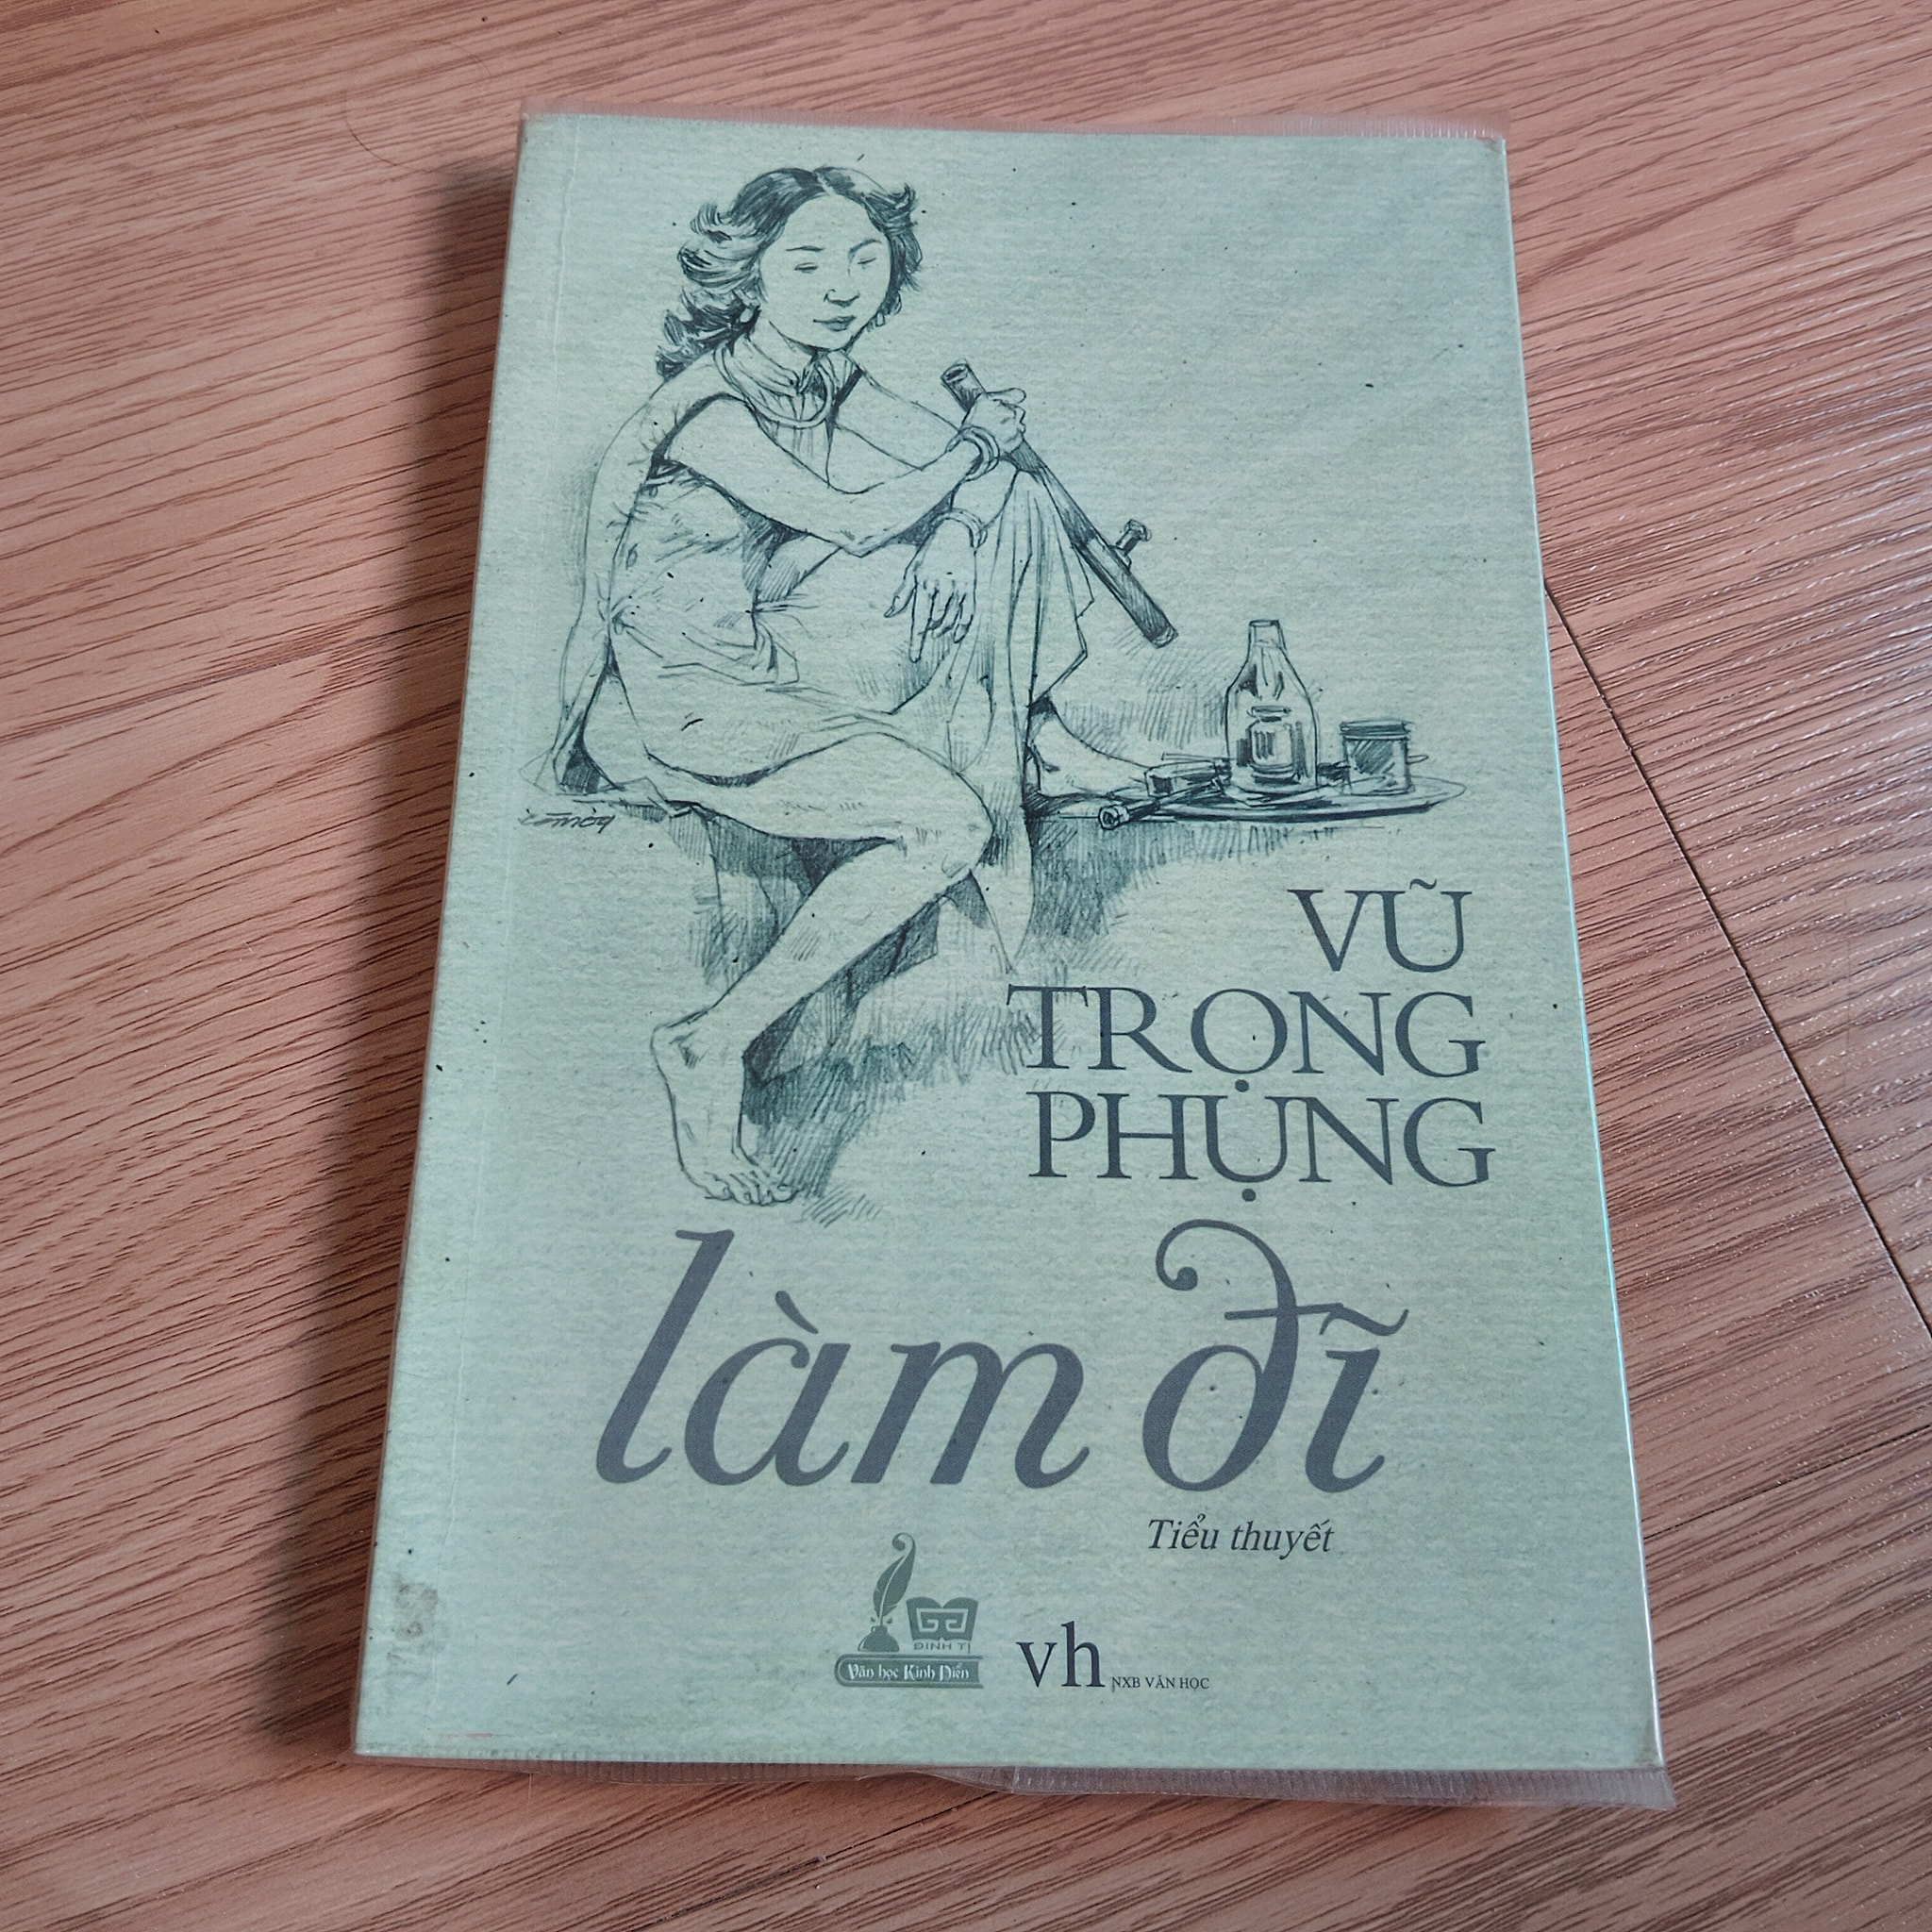 VŨ
TRỌNG
PHỤNG
làm đĩ
Tiểu thuyết
ĐINH TỊ
Văn học Kinh Điển
vh NXB VĂN HỌC